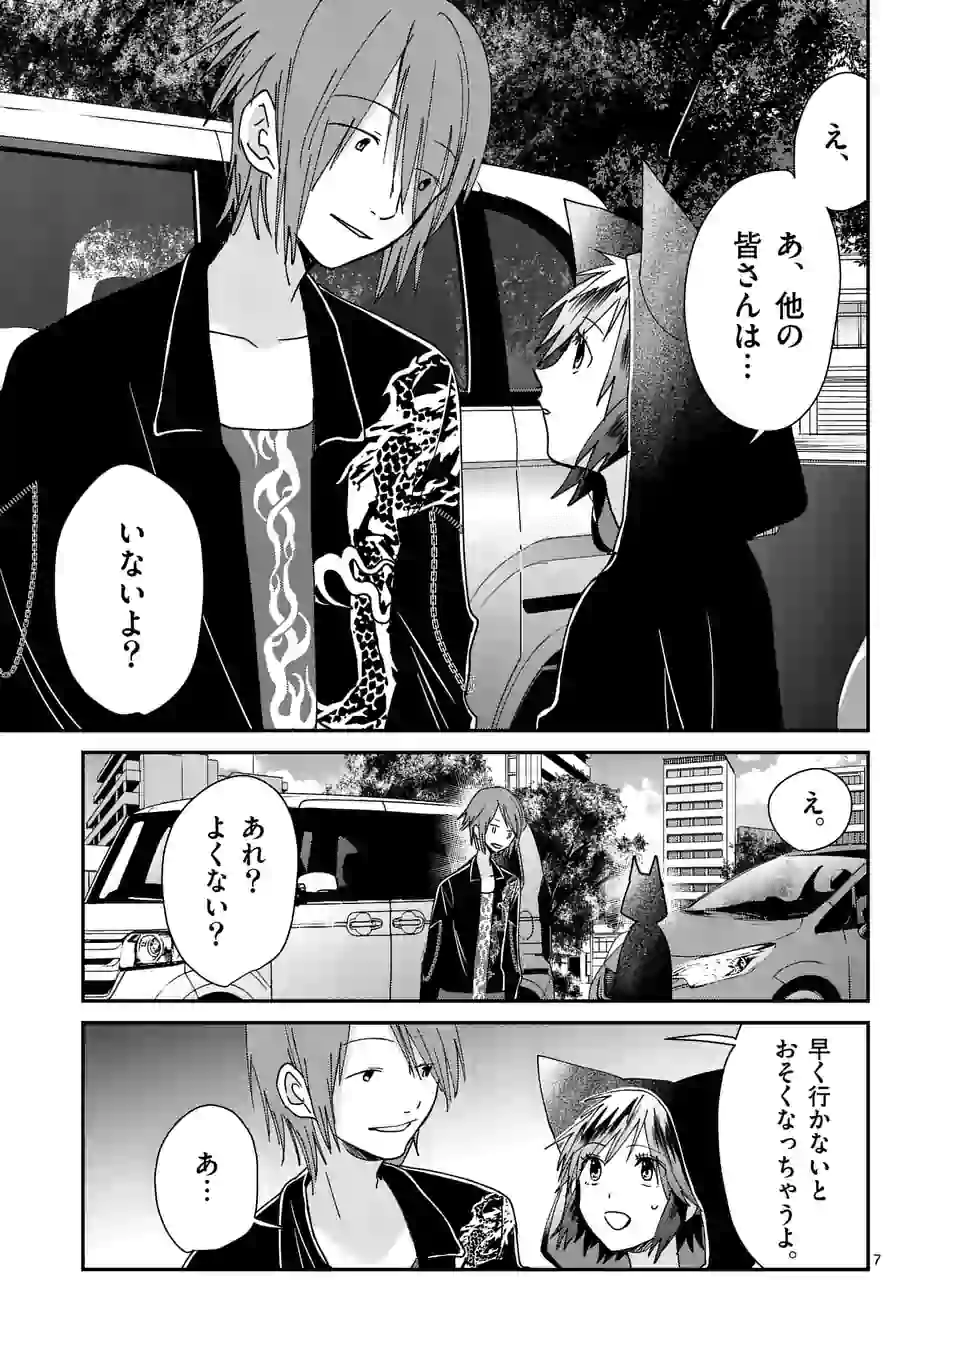 え、
あ、他の
皆さんは…
いないよ？
え。
あれ？
よくない？
早く行かないと
おそくなっちゃうよ。
あ…
7